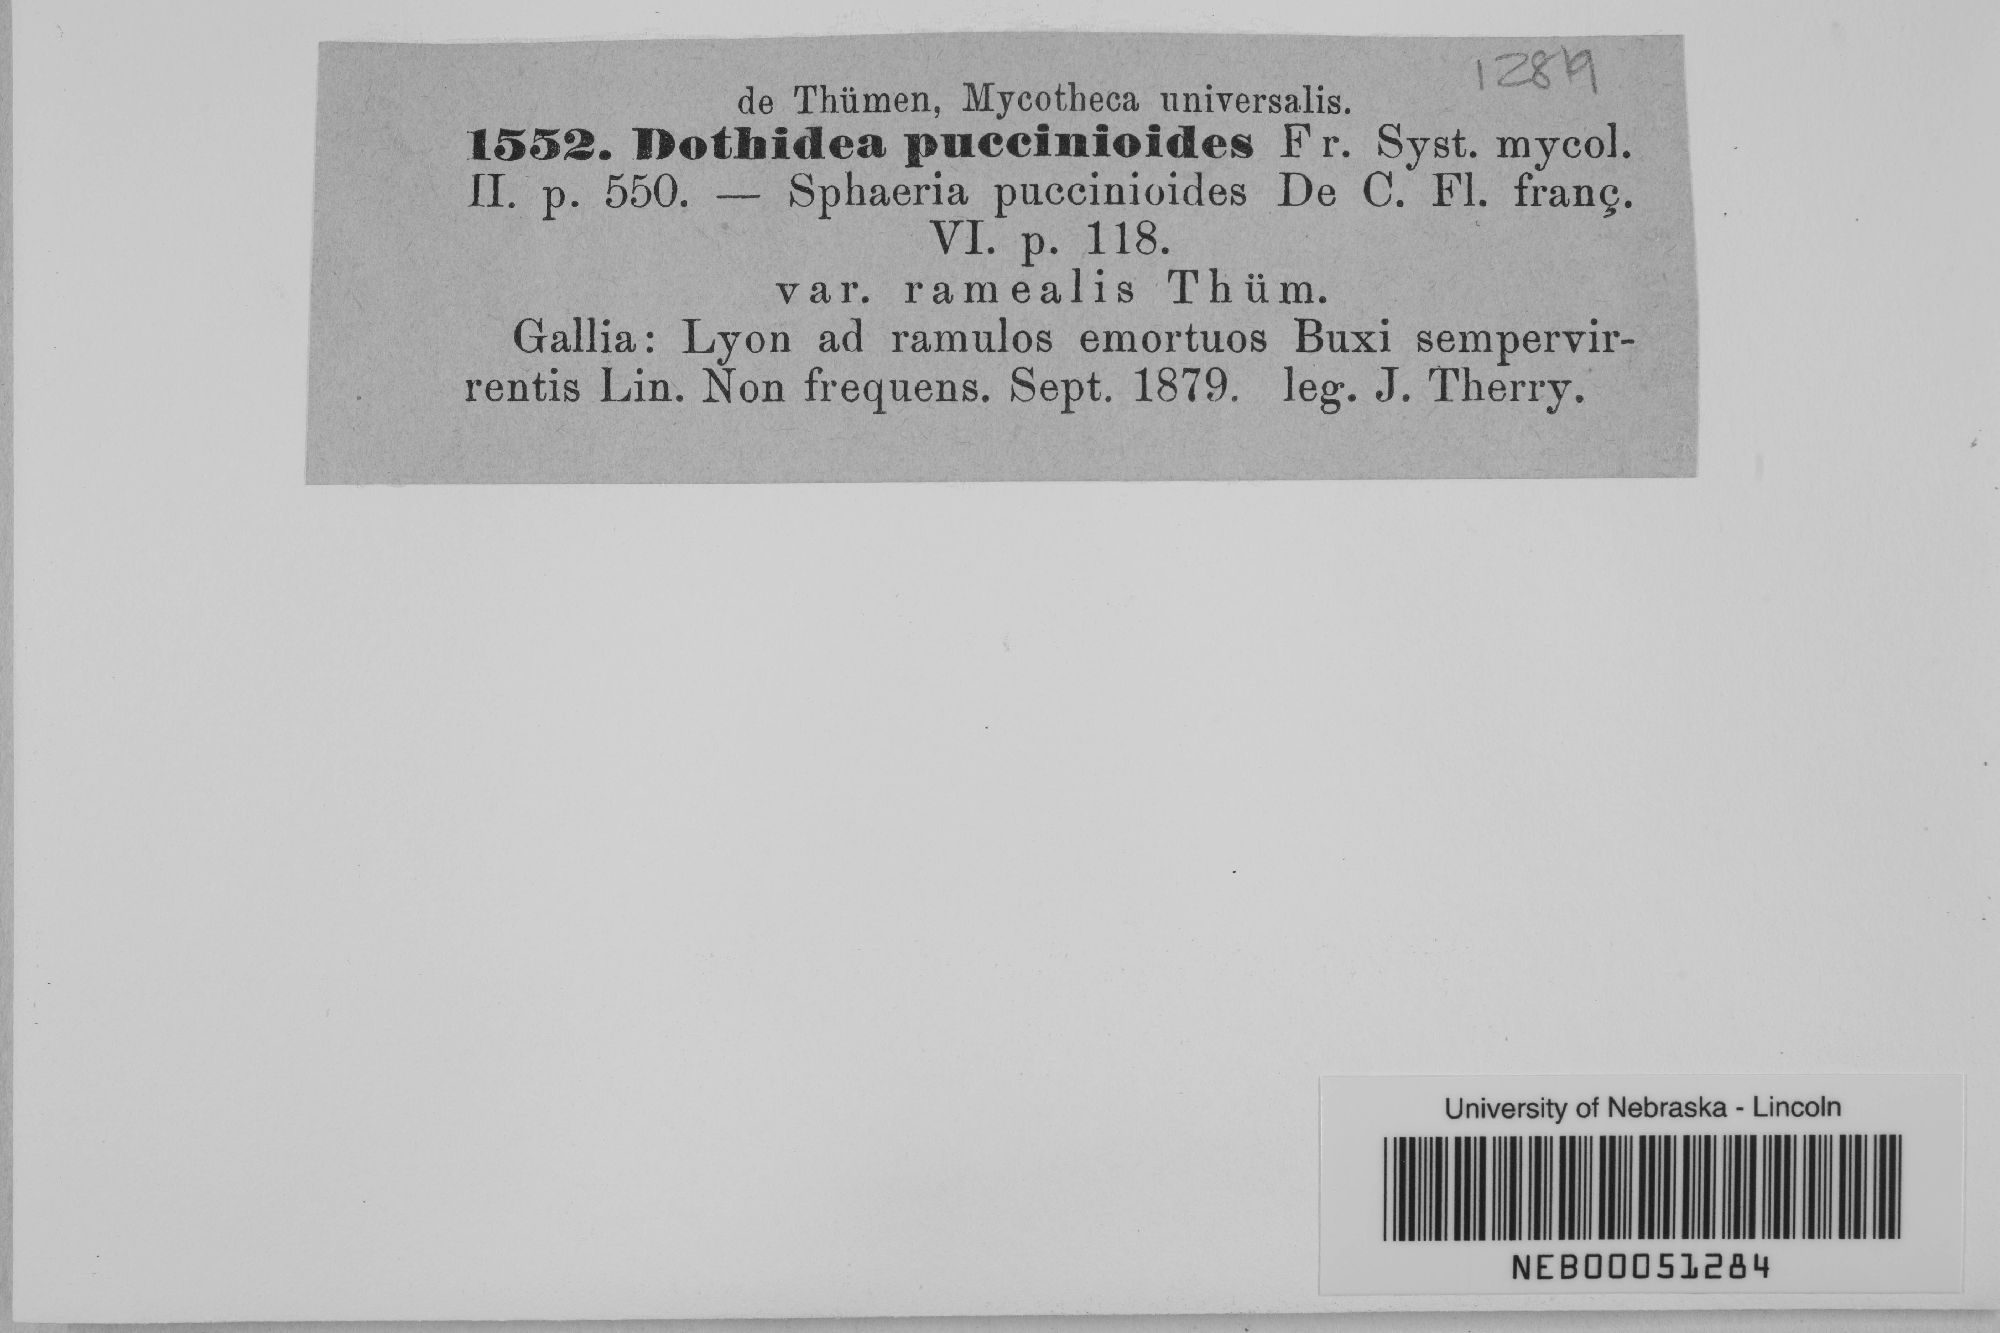 12819
de Thümen, Mycotheca universalis.
1552. Dothidea puccinioides Fr. Syst. mycol.
II. p. 550. — Sphaeria puccinioides De C. Fl. franç.
VI. p. 118.
var. ramealis Thüm.
Gallia: Lyon ad ramulos emortuos Buxi sempervir-
rentis Lin. Non frequens. Sept. 1879. leg. J. Therry.
University of Nebraska - Lincoln
NEB00051284